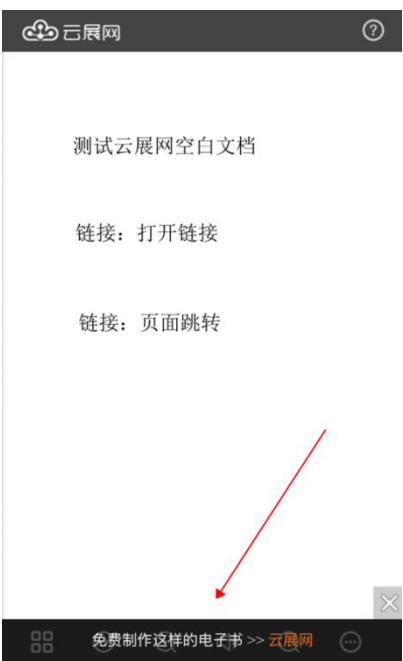 云展网
测试云展网空白文档
链接：打开链接
链接：页面跳转
免费制作这样的电子书 >> 云展网